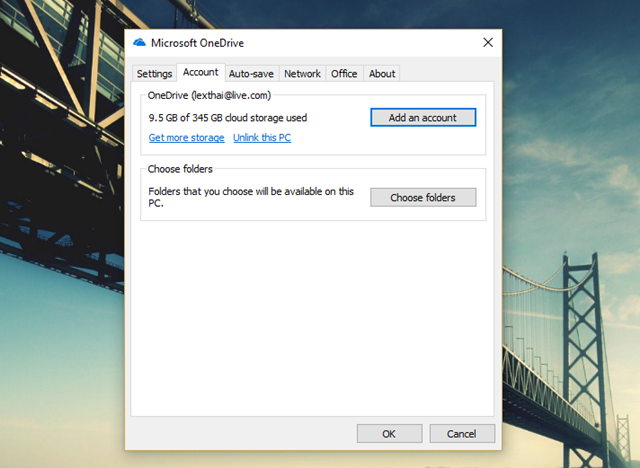 Microsoft OneDrive
Settings Account Auto-save Network Office About
OneDrive (lexthai@live.com)
9.5 GB of 345 GB cloud storage used
Add an account
Get more storage Unlink this PC
Choose folders
Folders that you choose will be available on this
PC.
Choose folders
OK Cancel